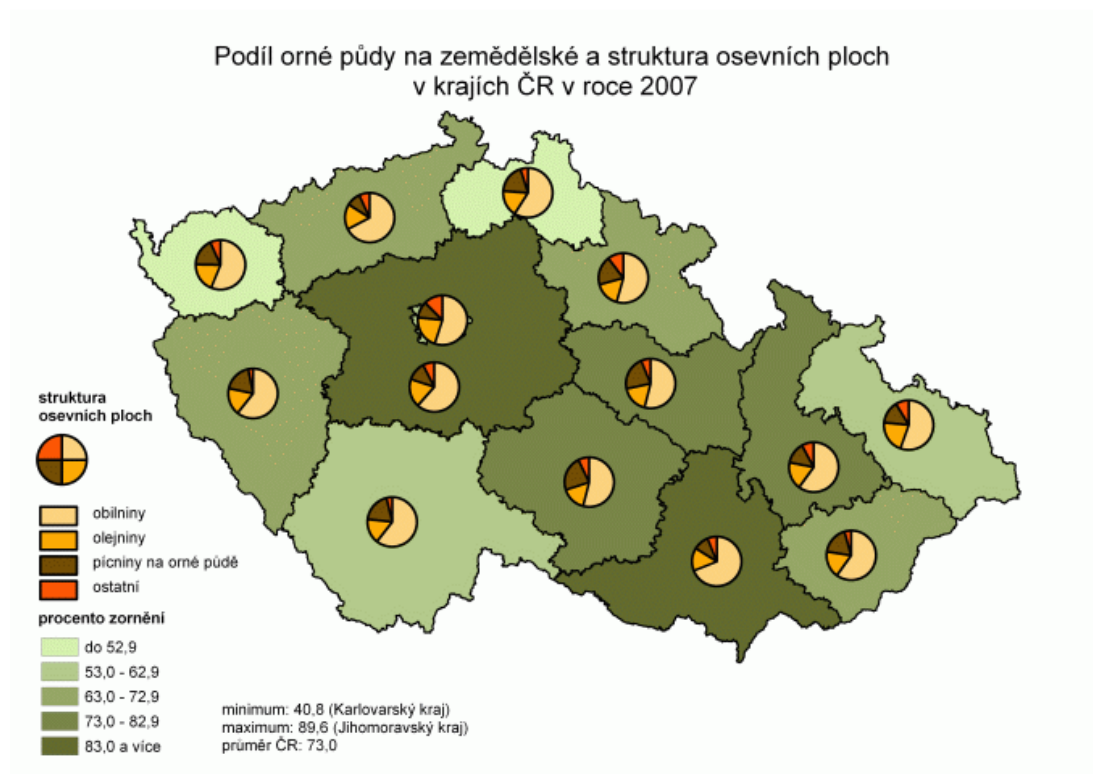 Podíl orné půdy na zemědělské a struktura osevních ploch
v krajích ČR v roce 2007
struktura
osevních ploch
obilniny
olejniny
pícniny na orné půdě
ostatní
procento zornění
do 52,9
53,0 - 62,9
63,0 - 72,9
73,0 - 82,9
83,0 a více
minimum: 40,8 (Karlovarský kraj)
maximum: 89,6 (Jihomoravský kraj)
průměr ČR: 73,0